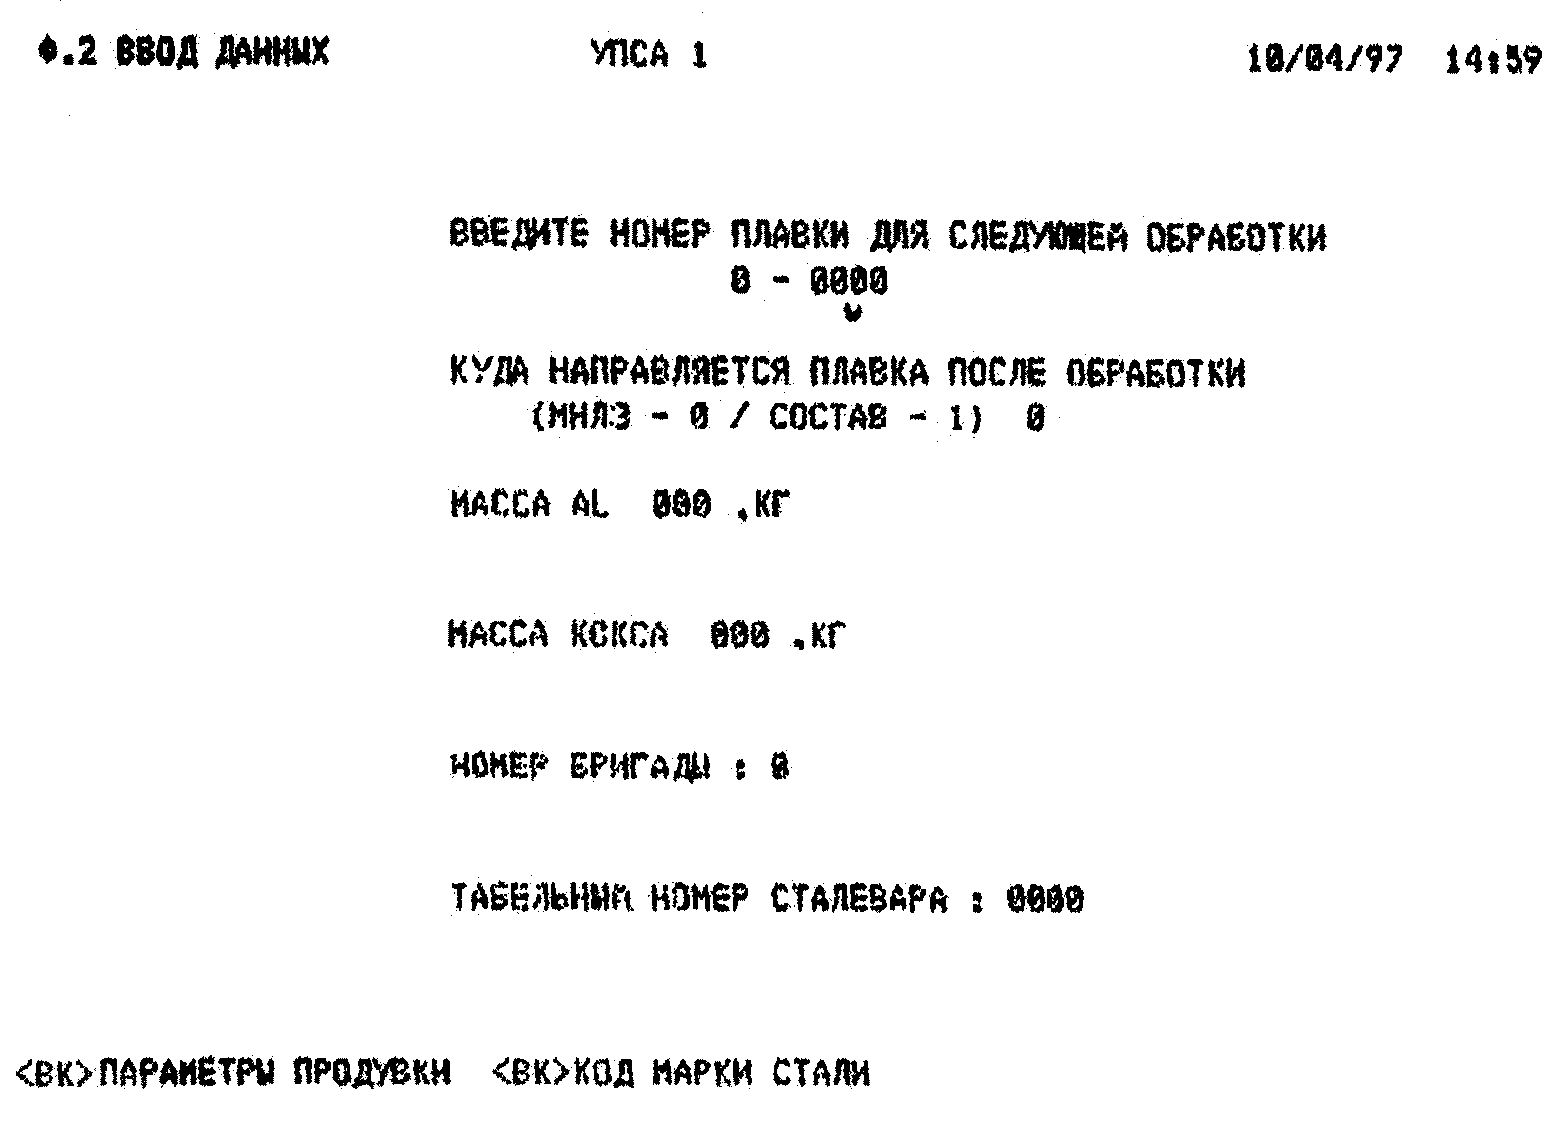 Ф.2 ВВОД ДАННЫХ УПСА 1 10/04/97 14:59
ВВЕДИТЕ НОМЕР ПЛАВКИ ДЛЯ СЛЕДУЮЩЕЙ ОБРАБОТКИ
0 - 0000
КУДА НАПРАВЛЯЕТСЯ ПЛАВКА ПОСЛЕ ОБРАБОТКИ
(МНЛЗ - 0 / СОСТАВ - 1) 0
МАССА AL 000 ,КГ
МАССА КОКСА 000 ,КГ
НОМЕР БРИГАДЫ : 0
ТАБЕЛЬНЫЙ НОМЕР СТАЛЕВАРА : 0000
<ВК>ПАРАМЕТРЫ ПРОДУВКИ <ВК>КОД МАРКИ СТАЛИ